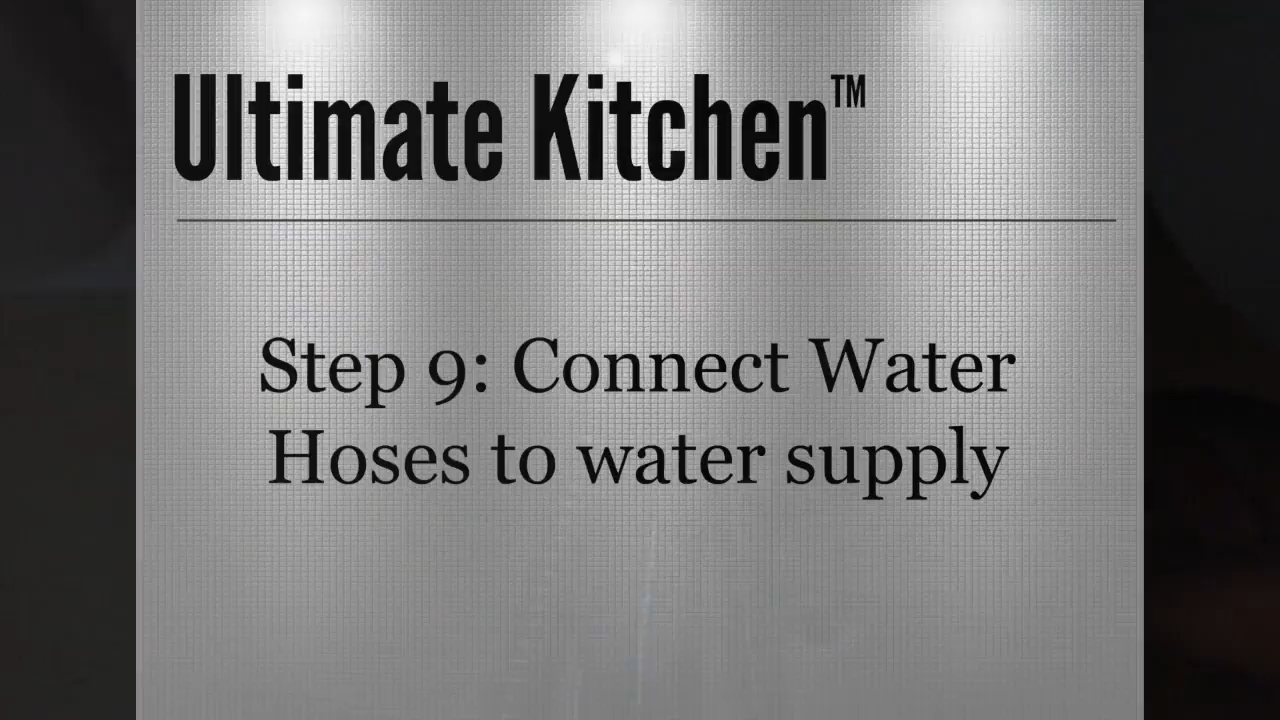 Ultimate Kitchen™
Step 9: Connect Water
Hoses to water supply